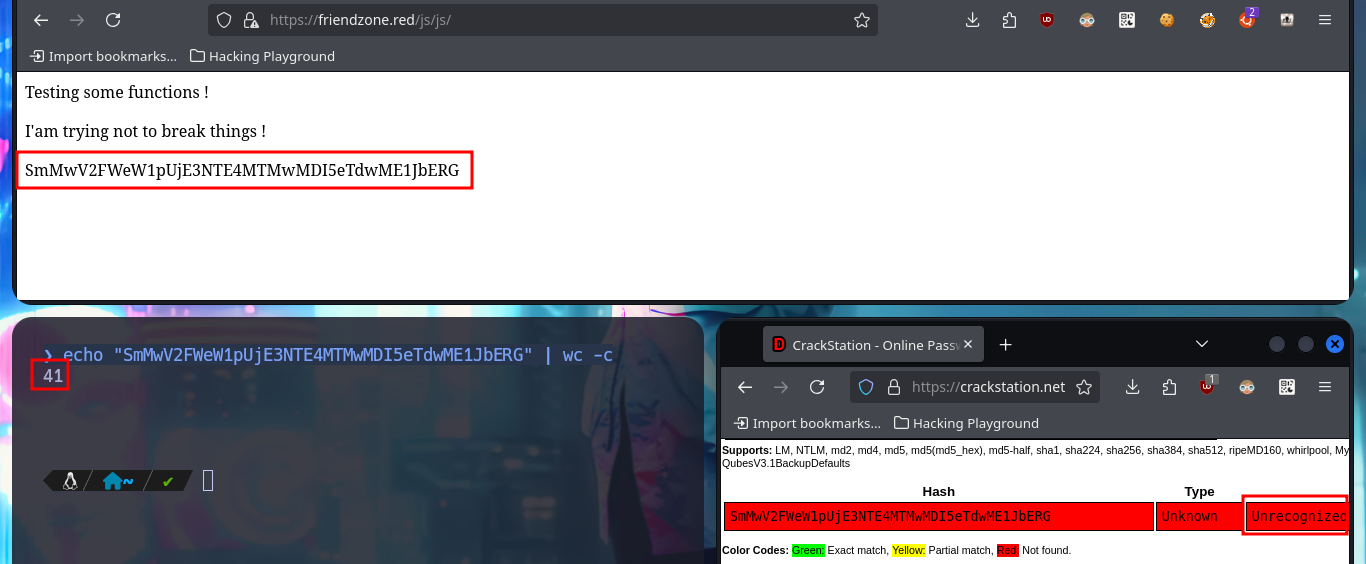 https://friendzone.red/js/js/
2
Import bookmarks...
Hacking Playground
Testing some functions !
I'am trying not to break things !
SmMwV2FWeW1pUjE3NTE4MTMwMDI5eTdwME1JbERG
❯ echo "SmMwV2FWeW1pUjE3NTE4MTMwMDI5eTdwME1JbERG" | wc -c
41
~
CrackStation - Online Passw
https://crackstation.net
1
Import bookmarks...
Hacking Playground
Supports: LM, NTLM, md2, md4, md5, md5(md5_hex), md5-half, sha1, sha224, sha256, sha384, sha512, ripeMD160, whirlpool, My
QubesV3.1BackupDefaults
Hash Type
SmMwV2FWeW1pUjE3NTE4MTMwMDI5eTdwME1JbERG Unknown Unrecognized
Color Codes: Green: Exact match, Yellow: Partial match, Red: Not found.